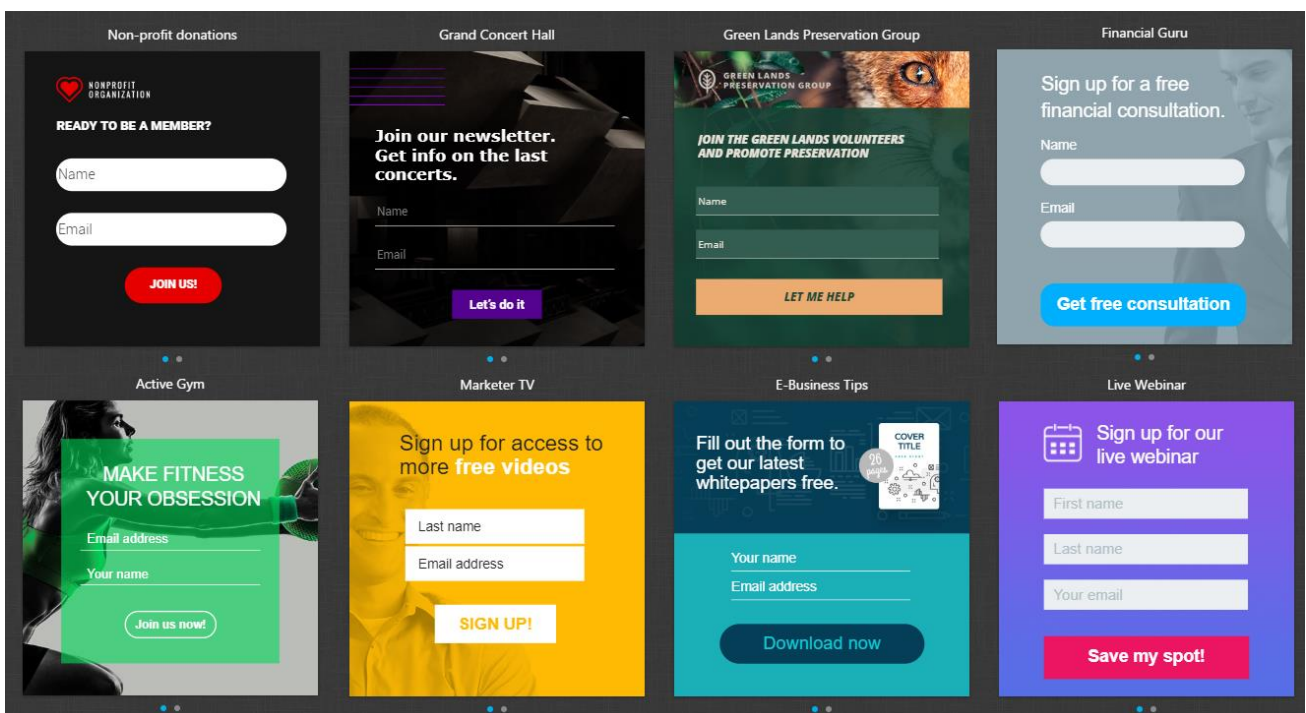 Non-profit donations
NONPROFIT
ORGANIZATION
READY TO BE A MEMBER?
Name
Email
JOIN US!
Grand Concert Hall
Join our newsletter.
Get info on the last
concerts.
Name
Email
Let's do it
Green Lands Preservation Group
GREEN LANDS
PRESERVATION GROUP
JOIN THE GREEN LANDS VOLUNTEERS
AND PROMOTE PRESERVATION
Name
Email
LET ME HELP
Financial Guru
Sign up for a free
financial consultation.
Name
Email
Get free consultation
Active Gym
MAKE FITNESS
YOUR OBSESSION
Email address
Your name
Join us now!
Marketer TV
Sign up for access to
more free videos
Last name
Email address
SIGN UP!
E-Business Tips
Fill out the form to
get our latest
whitepapers free.
26
pages
COVER
TITLE
Your name
Email address
Download now
Live Webinar
Sign up for our
live webinar
First name
Last name
Your email
Save my spot!